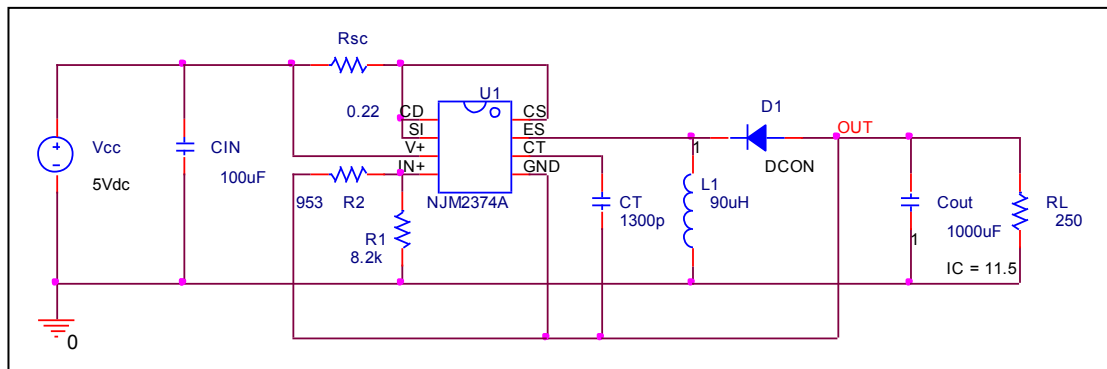 Rsc
0.22
U1
CD
SI
V+
IN+
CS
ES
CT
GND
NJM2374A
Vcc
5Vdc
CIN
100uF
953
R2
R1
8.2k
CT
1300p
1
L1
90uH
D1
DCON
OUT
Cout
1
1000uF
IC = 11.5
RL
250
0